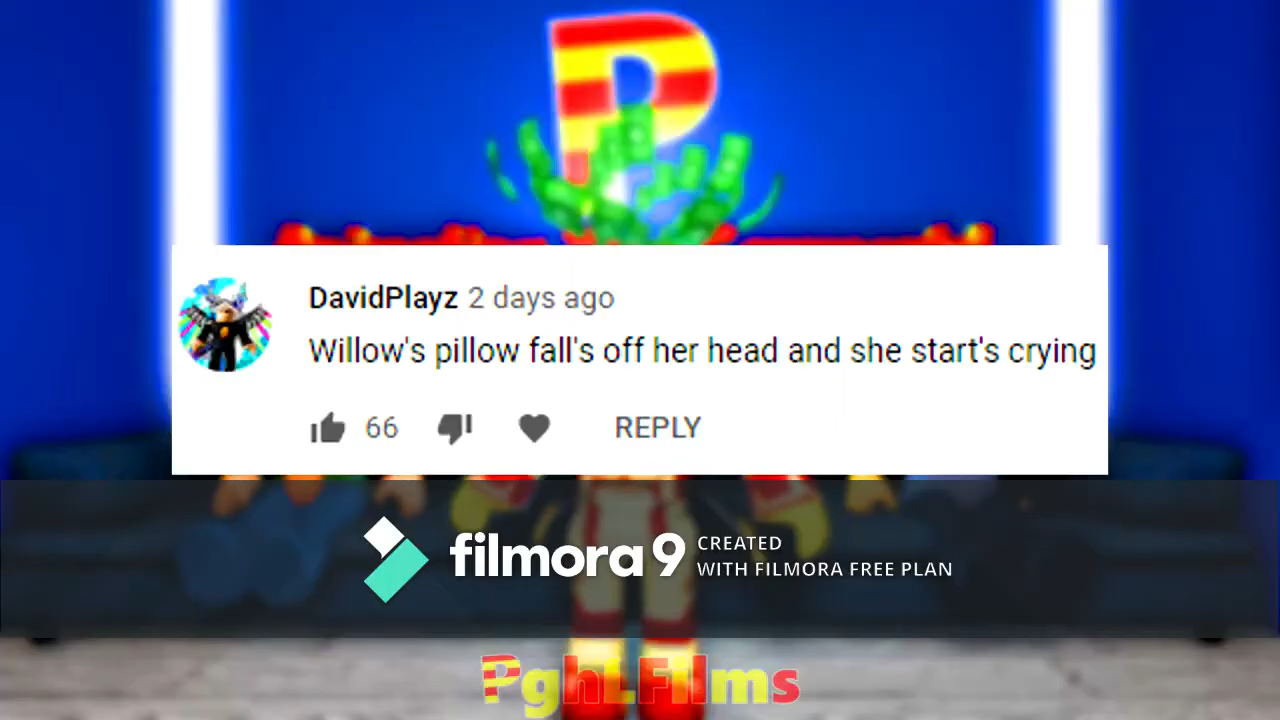 P
DavidPlayz 2 days ago
Willow's pillow fall's off her head and she start's crying
66 REPLY
filmora9 CREATED
WITH FILMORA FREE PLAN
PghLFilms